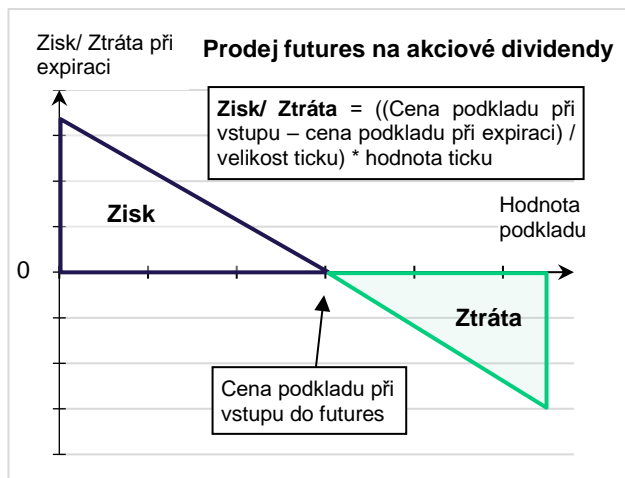 Zisk/ Ztráta při
expiraci
Prodej futures na akciové dividendy
Zisk/ Ztráta = ((Cena podkladu při
vstupu – cena podkladu při expiraci) /
velikost ticku) * hodnota ticku
Zisk
Hodnota
podkladu
0
Ztráta
Cena podkladu při
vstupu do futures